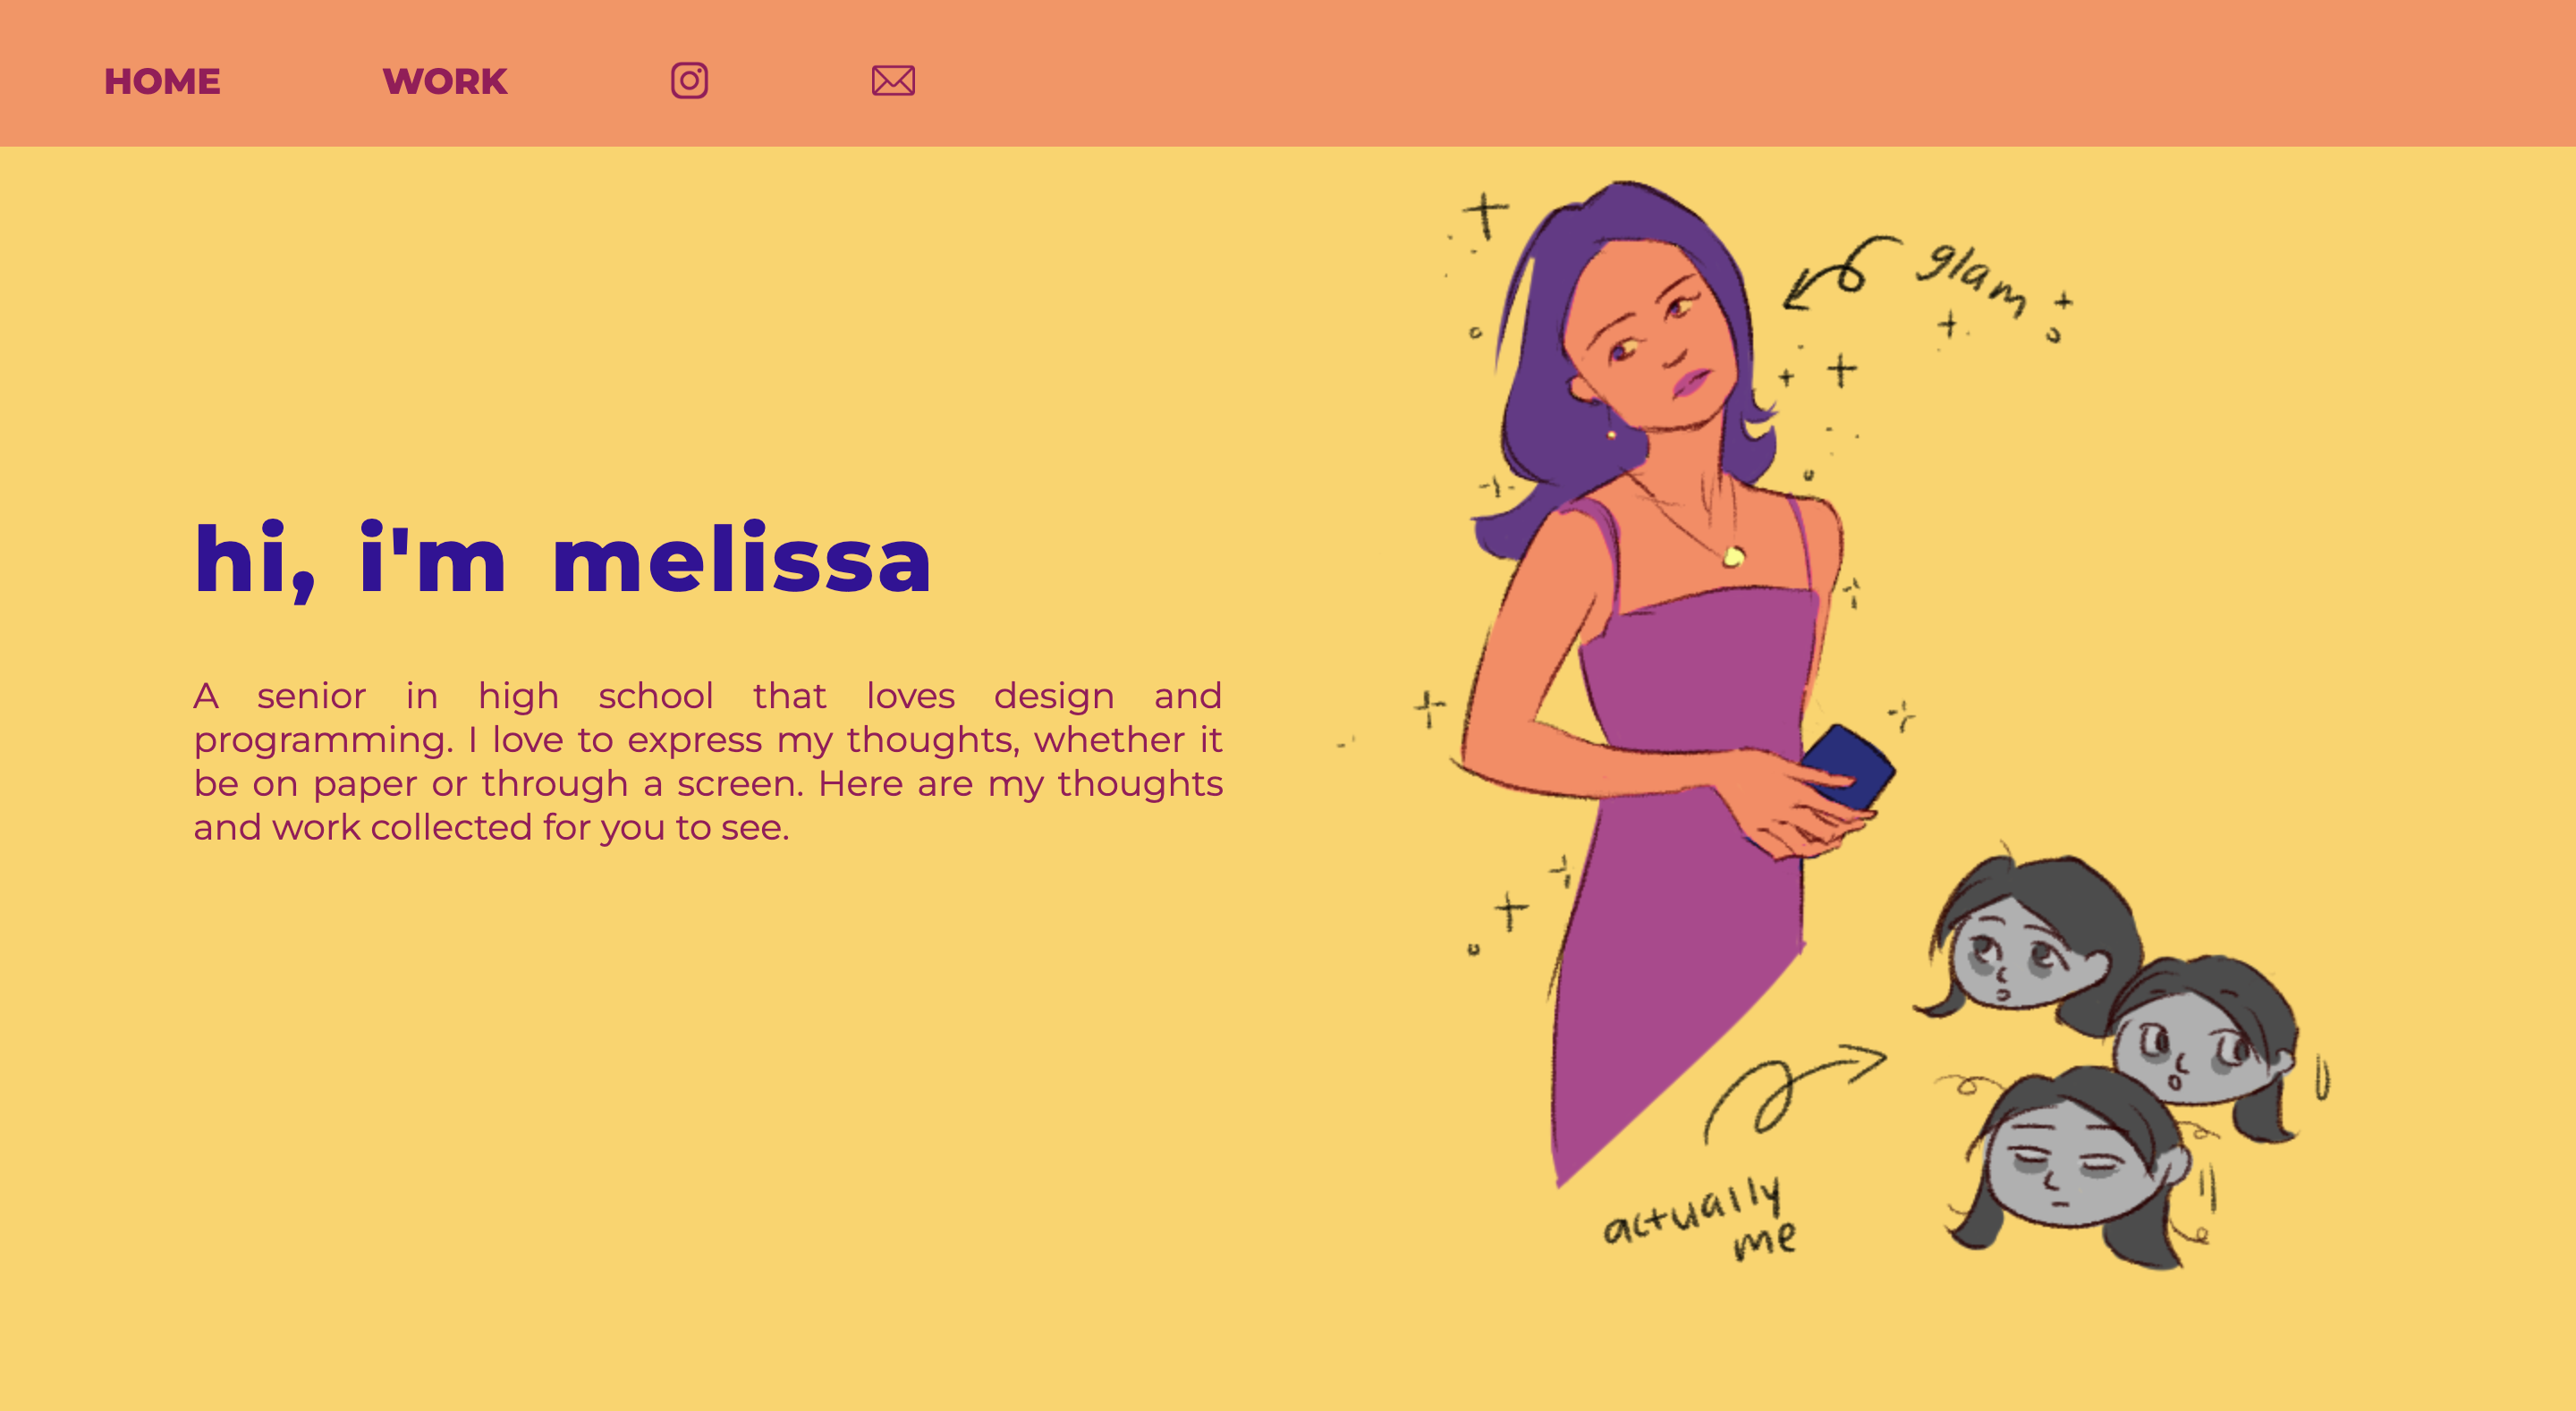 HOME WORK
hi, i'm melissa
A senior in high school that loves design and
programming. I love to express my thoughts, whether it
be on paper or through a screen. Here are my thoughts
and work collected for you to see.
glam
actually
me